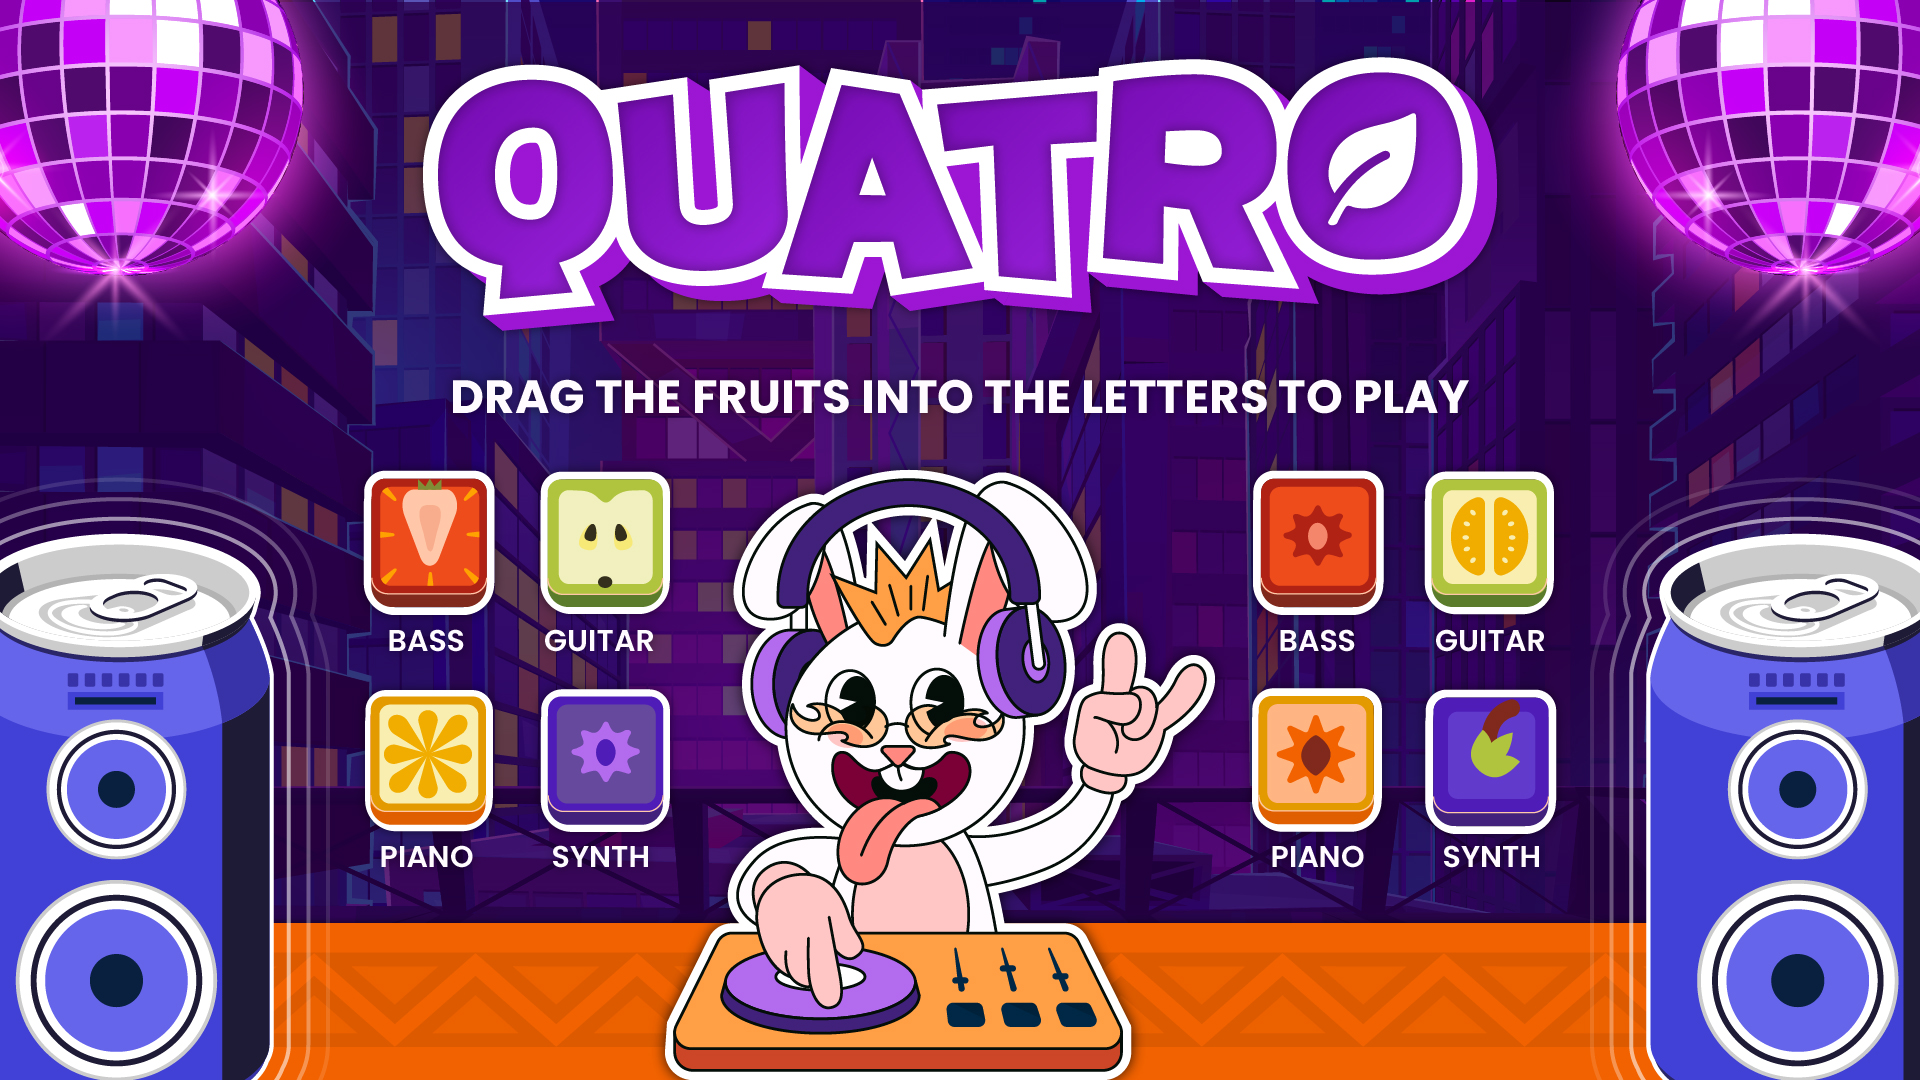 QUATRO
DRAG THE FRUITS INTO THE LETTERS TO PLAY
BASS GUITAR
PIANO SYNTH
BASS GUITAR
PIANO SYNTH